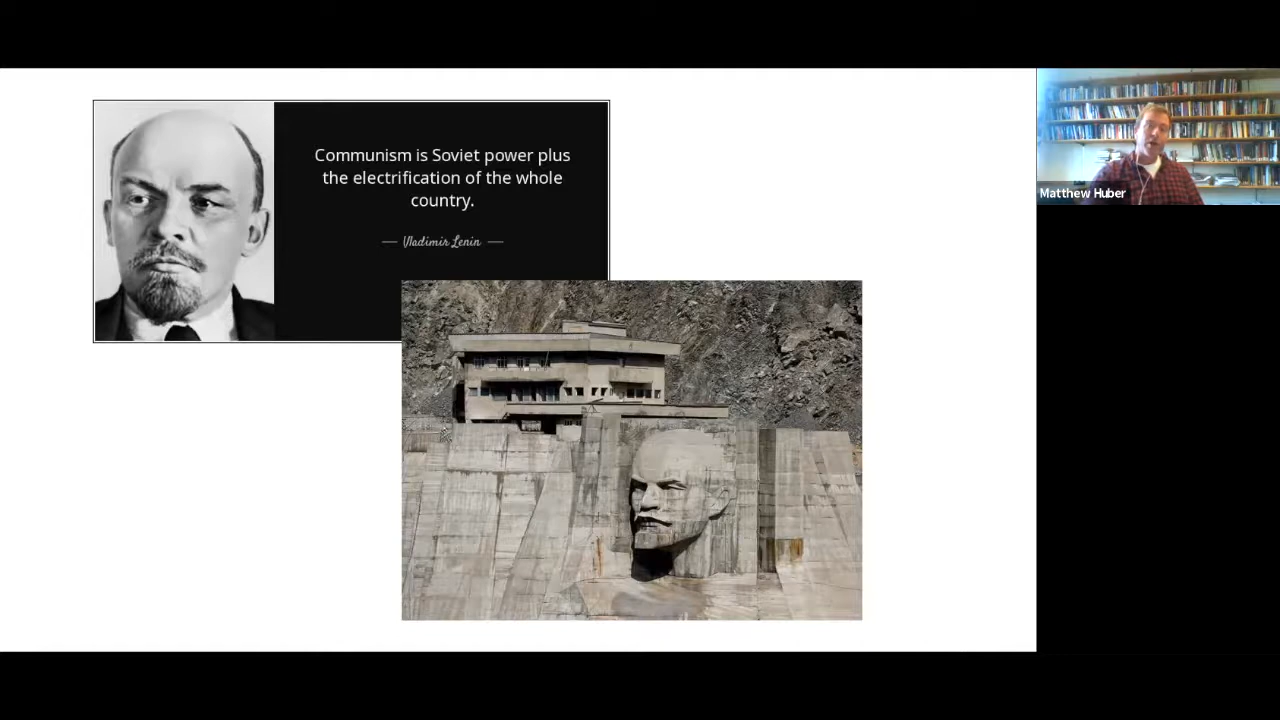 Communism is Soviet power plus
the electrification of the whole
country.
— Vladimir Lenin —
Matthew Huber